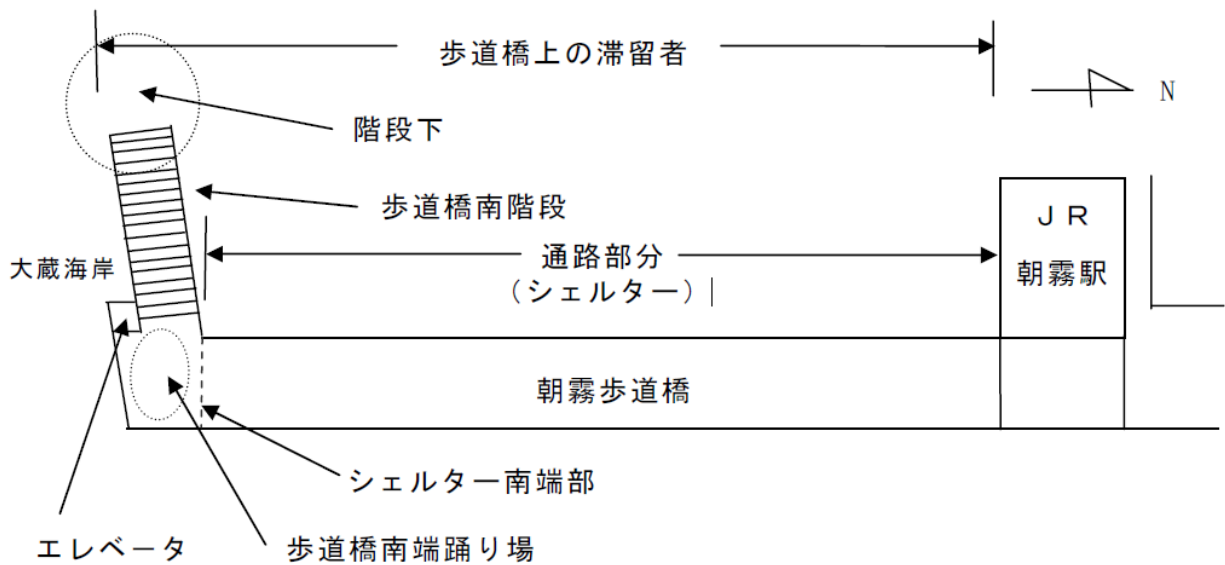 歩道橋上の滞留者
N
階段下
歩道橋南階段
JR
朝霧駅
大蔵海岸
通路部分
（シェルター）
朝霧歩道橋
シェルター南端部
エレベータ
歩道橋南端踊り場